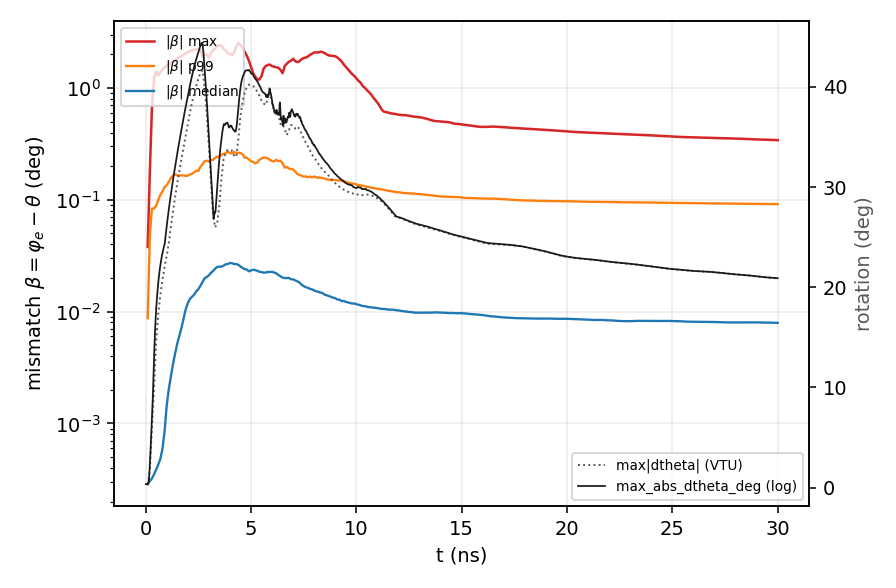 |β| max
|β| p99
|β| median
10⁰
10⁻¹
10⁻²
10⁻³
mismatch β = φₑ − θ (deg)
40
30
20
10
0
rotation (deg)
max|dtheta| (VTU)
max_abs_dtheta_deg (log)
0 5 10 15 20 25 30
t (ns)